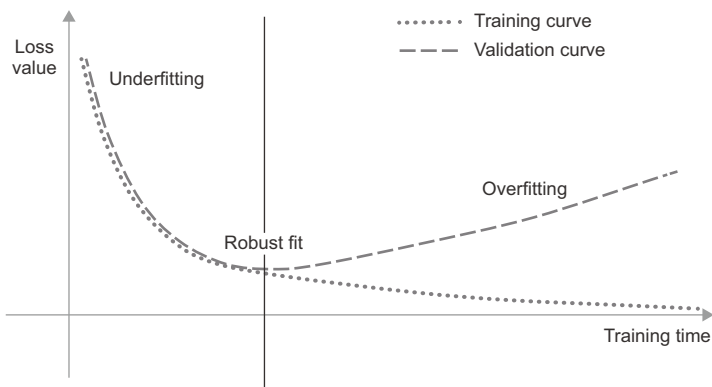 Loss
value
Training curve
Validation curve
Underfitting
Overfitting
Robust fit
Training time